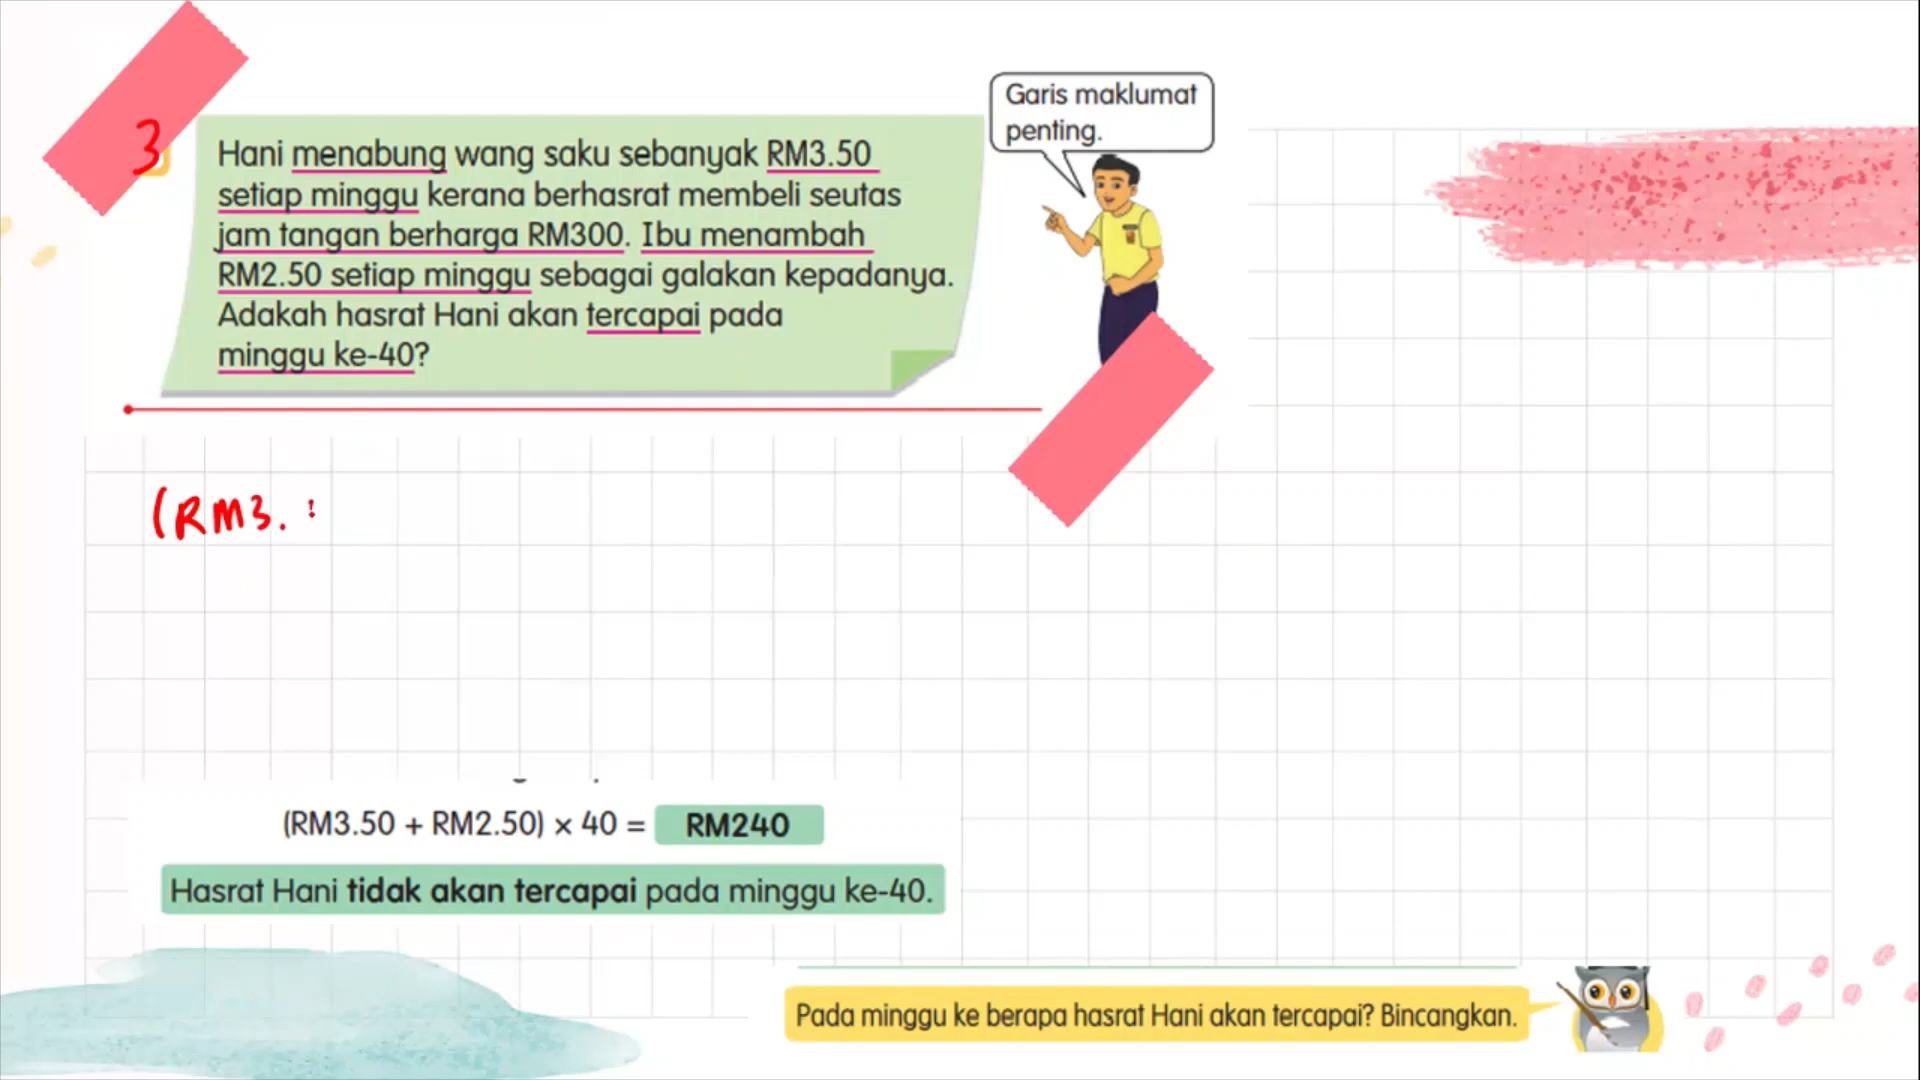 Garis maklumat
penting.
3
Hani menabung wang saku sebanyak RM3.50
setiap minggu kerana berhasrat membeli seutas
jam tangan berharga RM300. Ibu menambah
RM2.50 setiap minggu sebagai galakan kepadanya.
Adakah hasrat Hani akan tercapai pada
minggu ke-40?
(RM3.
(RM3.50 + RM2.50) × 40 = RM240
Hasrat Hani tidak akan tercapai pada minggu ke-40.
Pada minggu ke berapa hasrat Hani akan tercapai? Bincangkan.